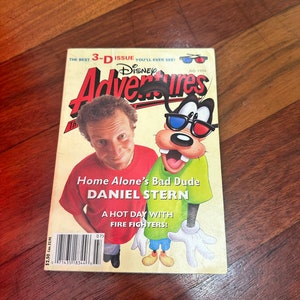 THE BEST 3-D ISSUE YOU'LL EVER SEE!
Disney
Adventures
Home Alone's Bad Dude
DANIEL STERN
A HOT DAY WITH
FIRE FIGHTERS!